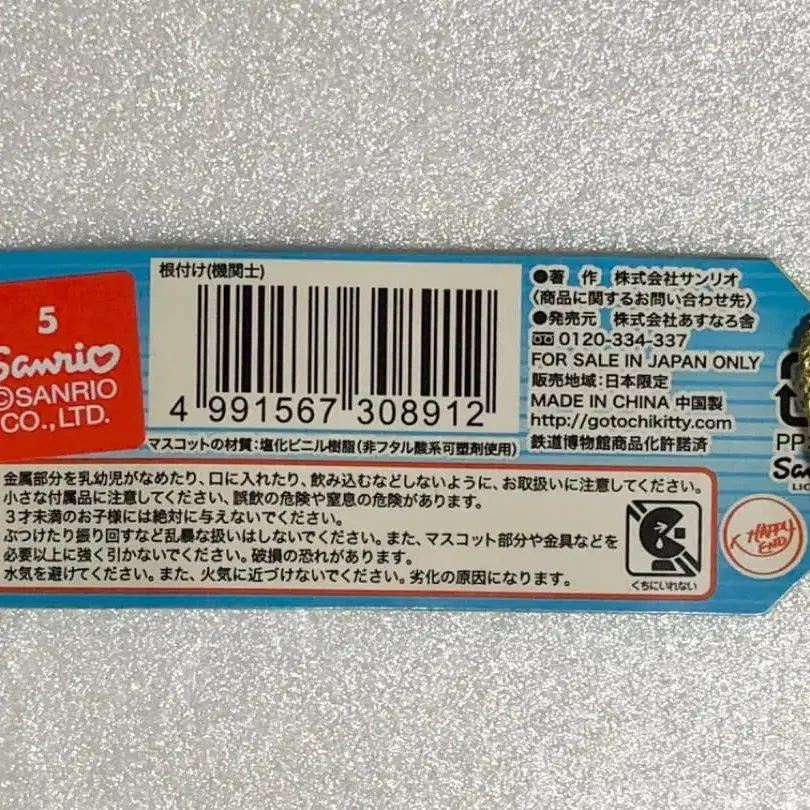 5
Sanrio
©SANRIO
CO., LTD.
根付け(機関士)
4 991567 308912
マスコットの材質:塩化ビニル樹脂(非フタル酸系可塑剤使用)
●著 作 株式会社サンリオ
〈商品に関するお問い合わせ先〉
●発売元 株式会社あすなろ舎
0120-334-337
FOR SALE IN JAPAN ONLY
販売地域:日本限定
MADE IN CHINA 中国製
http://gotochikitty.com
鉄道博物館商品化許諾済
PP
San
LIC
金属部分を乳幼児がなめたり、口に入れたり、飲み込むなどしないように、お取扱いに注意してください。
小さな付属品に注意してください、誤飲の危険や窒息の危険があります。
3才未満のお子様には絶対に与えないでください。
ぶつけたり振り回すなど乱暴な扱いはしないでください。また、マスコット部分や金具などを
必要以上に強く引かないでください。破損の恐れがあります。
水気を避けてください。また、火気に近づけないでください。劣化の原因になります。
くちにいれない
HAPPY
END